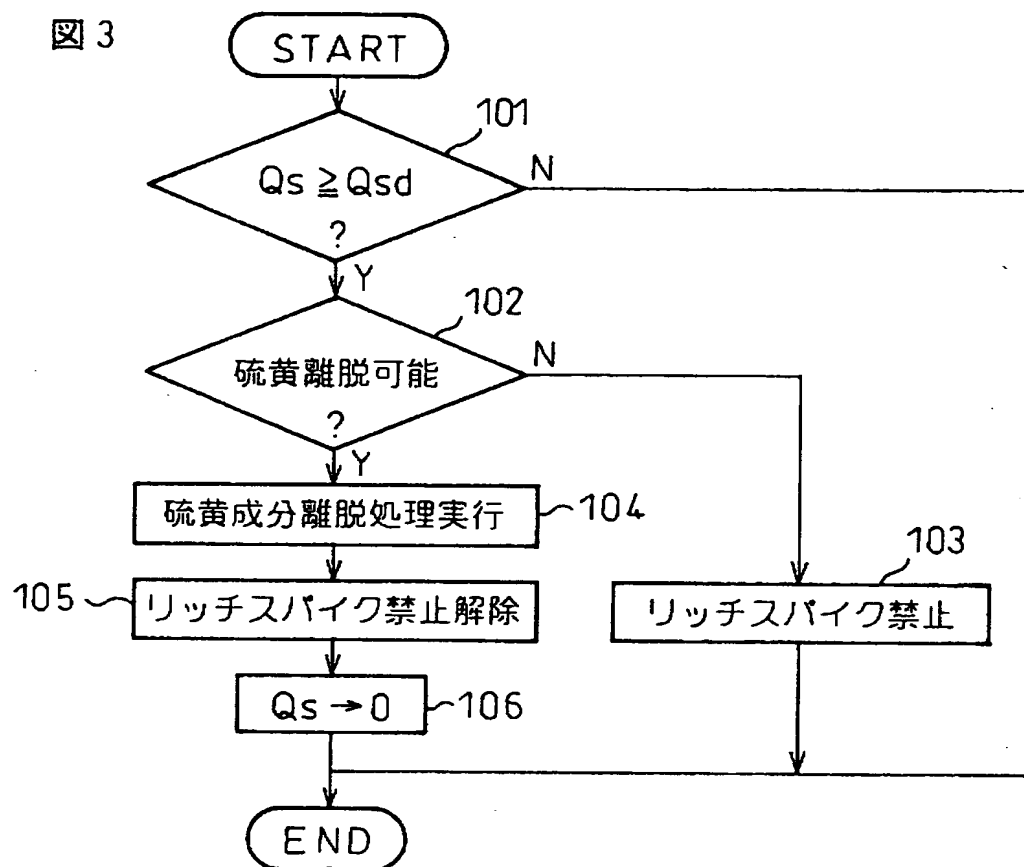 図3
START
101
Qs ≧ Qsd
?
N
Y
102
硫黄離脱可能
?
N
Y
硫黄成分離脱処理実行
104
103
105
リッチスパイク禁止解除
リッチスパイク禁止
Qs → 0
106
END